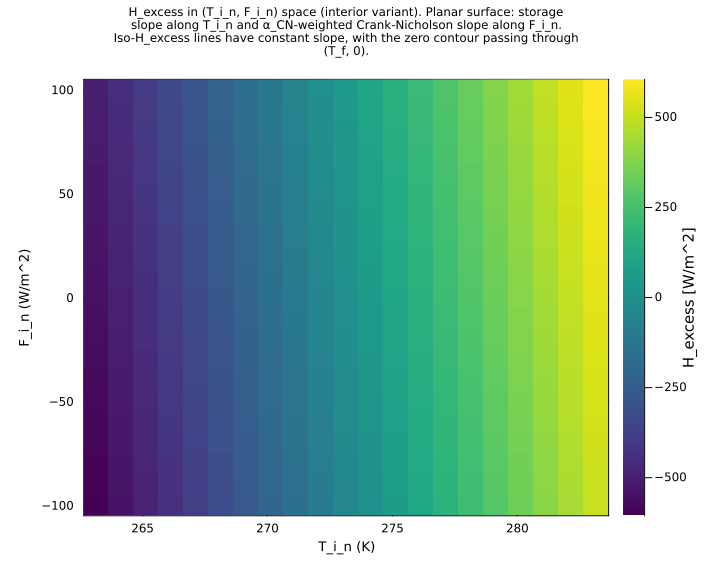 H_excess in (T_i_n, F_i_n) space (interior variant). Planar surface: storage
slope along T_i_n and α_CN-weighted Crank-Nicholson slope along F_i_n.
Iso-H_excess lines have constant slope, with the zero contour passing through
(T_f, 0).
100
50
0
−50
−100
F_i_n (W/m^2)
265
270
275
280
T_i_n (K)
500
250
0
−250
−500
H_excess [W/m^2]